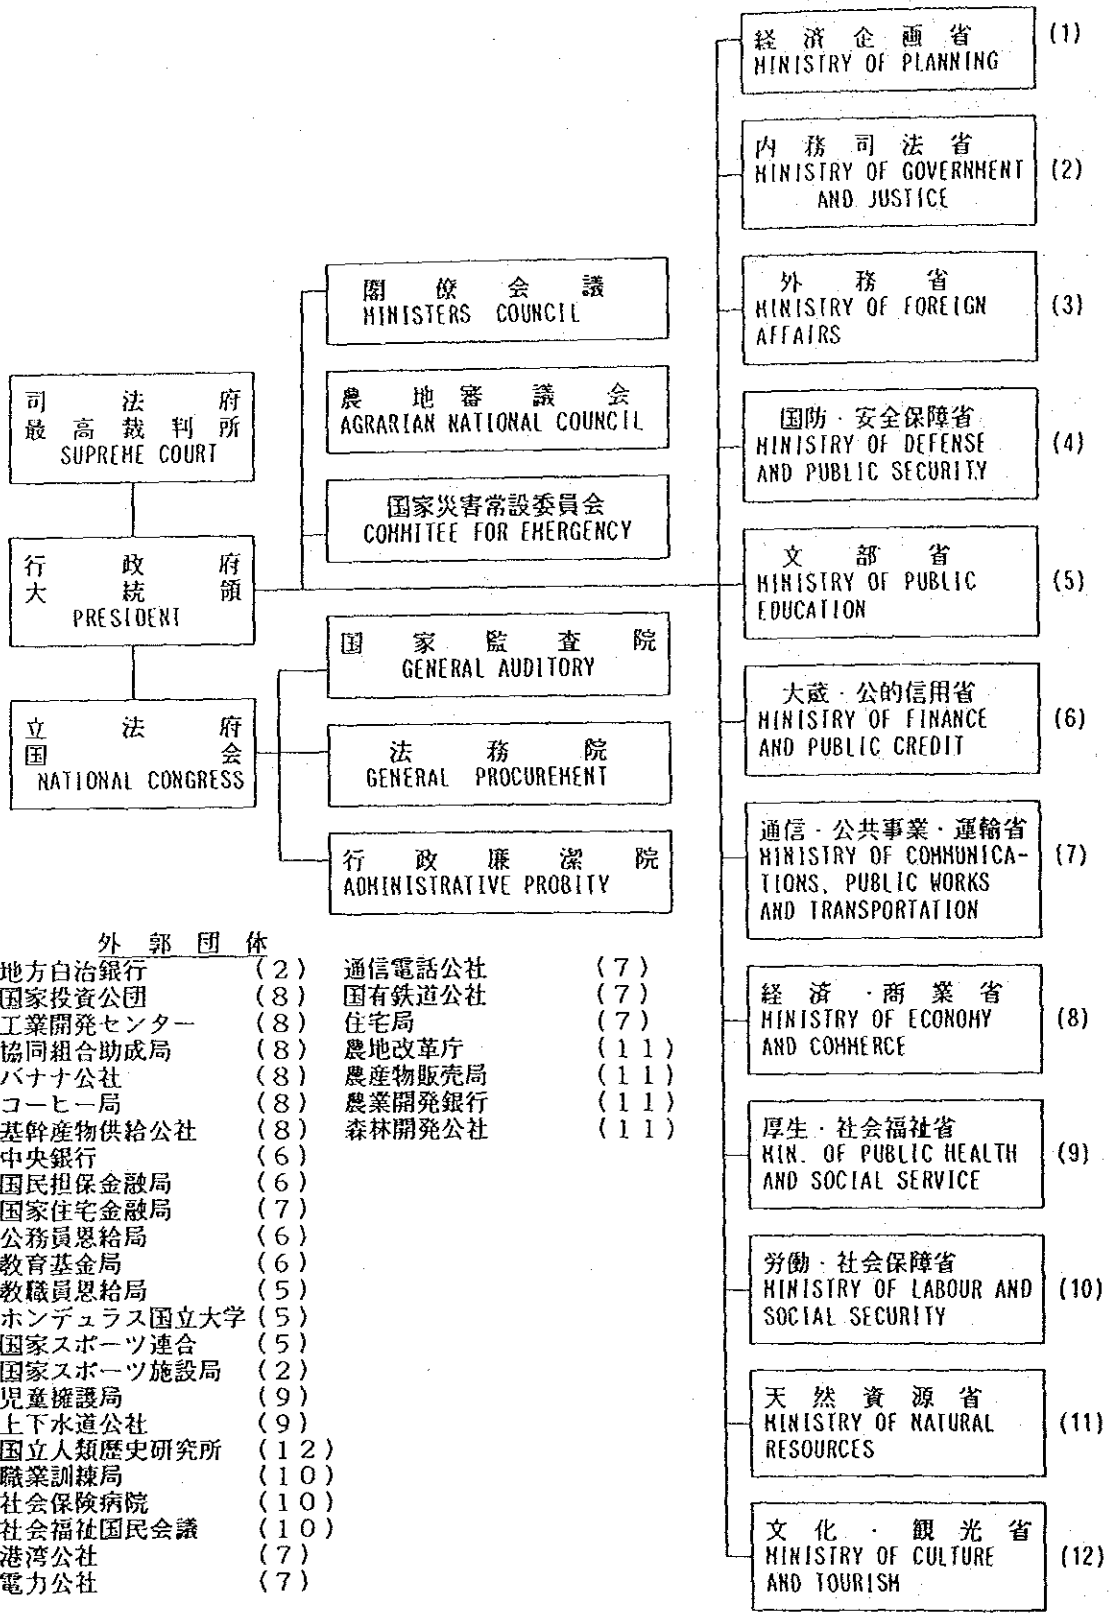 司法府
最高裁判所
SUPREME COURT
行政府
大統領
PRESIDENT
立法府
国会
NATIONAL CONGRESS
閣僚会議
MINISTERS COUNCIL
農地審議会
AGRARIAN NATIONAL COUNCIL
国家災害常設委員会
COMMITEE FOR EMERGENCY
国家監査院
GENERAL AUDITORY
法務院
GENERAL PROCUREMENT
行政廉潔院
ADMINISTRATIVE PROBITY
経済企画省 (1)
MINISTRY OF PLANNING
内務司法省
MINISTRY OF GOVERNMENT (2)
AND JUSTICE
外務省
MINISTRY OF FOREIGN (3)
AFFAIRS
国防・安全保障省
MINISTRY OF DEFENSE (4)
AND PUBLIC SECURITY
文部省
MINISTRY OF PUBLIC (5)
EDUCATION
大蔵・公的信用省
MINISTRY OF FINANCE (6)
AND PUBLIC CREDIT
通信・公共事業・運輸省
MINISTRY OF COMMUNICA- (7)
TIONS, PUBLIC WORKS
AND TRANSPORTATION
経済・商業省
MINISTRY OF ECONOMY (8)
AND COMMERCE
厚生・社会福祉省
MIN. OF PUBLIC HEALTH (9)
AND SOCIAL SERVICE
労働・社会保障省
MINISTRY OF LABOUR AND (10)
SOCIAL SECURITY
天然資源省
MINISTRY OF NATURAL (11)
RESOURCES
文化・観光省
MINISTRY OF CULTURE (12)
AND TOURISM
外郭団体
地方自治銀行 (2)
国家投資公団 (8)
工業開発センター (8)
協同組合助成局 (8)
バナナ公社 (8)
コーヒー局 (8)
基幹産物供給公社 (8)
中央銀行 (6)
国民担保金融局 (6)
国家住宅金融局 (7)
公務員恩給局 (6)
教育基金局 (6)
教職員恩給局 (5)
ホンデュラス国立大学 (5)
国家スポーツ連合 (5)
国家スポーツ施設局 (2)
児童擁護局 (9)
上下水道公社 (9)
国立人類歴史研究所 (12)
職業訓練局 (10)
社会保険病院 (10)
社会福祉国民会議 (10)
港湾公社 (7)
電力公社 (7)
通信電話公社 (7)
国有鉄道公社 (7)
住宅局 (7)
農地改革庁 (11)
農産物販売局 (11)
農業開発銀行 (11)
森林開発公社 (11)